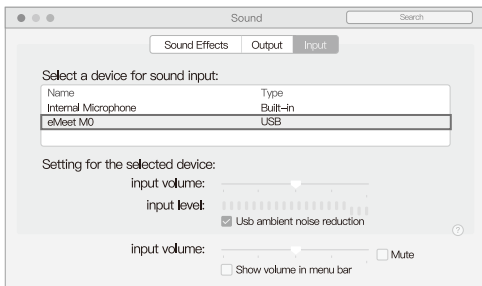 Sound
Search
Sound Effects Output Input
Select a device for sound input:
Name Type
Internal Microphone Built-in
eMeet M0 USB
Setting for the selected device:
input volume:
input level:
Usb ambient noise reduction
?
input volume: Mute
Show volume in menu bar